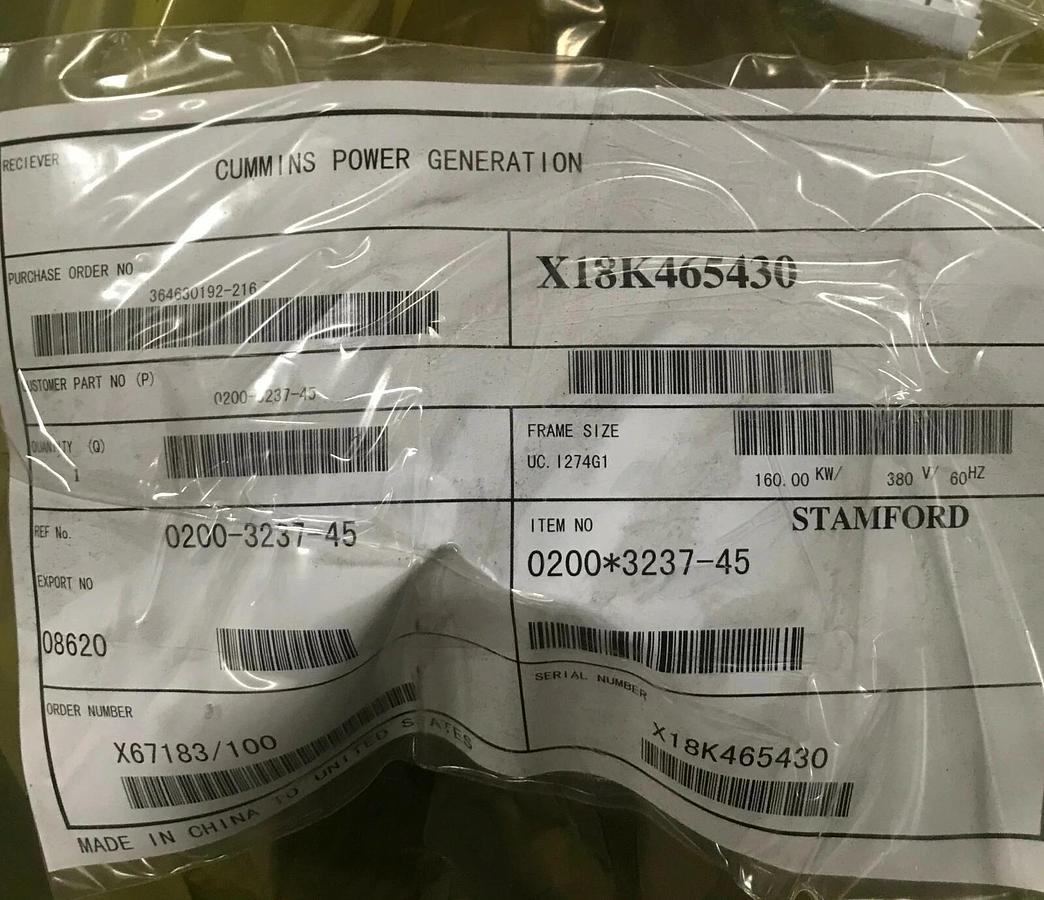 RECIEVER
CUMMINS POWER GENERATION
PURCHASE ORDER NO
364630192-216
X18K465430
USTOMER PART NO (P)
0200-3237-45
QUANTITY (Q)
1
FRAME SIZE
UC. I274G1
160.00 KW/ 380 V/ 60HZ
REF No.
0200-3237-45
EXPORT NO
08620
ITEM NO
STAMFORD
0200*3237-45
ORDER NUMBER
X67183/100
SERIAL NUMBER
X18K465430
MADE IN CHINA TO UNITED STATES